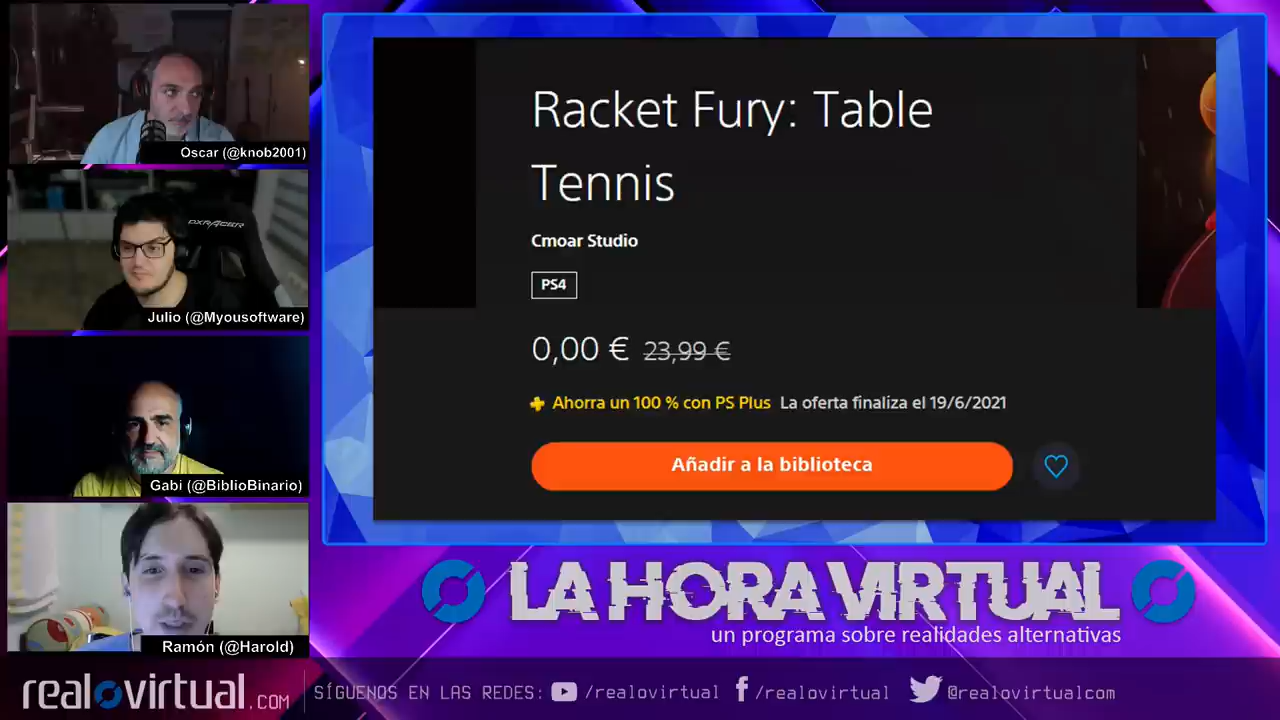 Oscar (@knob2001)
DXRACER
Julio (@Myousoftware)
Gabi (@BiblioBinario)
Ramón (@Harold)
Racket Fury: Table
Tennis
Cmoar Studio
PS4
0,00 € 23,99 €
Ahorra un 100 % con PS Plus La oferta finaliza el 19/6/2021
Añadir a la biblioteca
LA HORA VIRTUAL
un programa sobre realidades alternativas
realovirtual.com
SÍGUENOS EN LAS REDES: /realovirtual /realovirtual @realovirtualcom